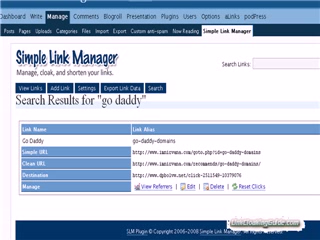 Dashboard Write Manage Comments Blogroll Presentation Plugins Users Options aLinks podPress
Posts Pages Uploads Categories Files Import Export Custom anti-spam Now Reading Simple Link Manager
Simple Link Manager
Manage, cloak, and shorten your links.
Search Links:
View Links Add Link Settings Export Link Data Search
Search Results for "go daddy"
Link Name Link Alias
Go Daddy go-daddy-domains
Simple URL
Clean URL
Destination
Manage View Referrers | Edit | Delete | Reset Clicks
SLM Plugin © Copyright 2006-2008 Simple Link Manager. All rights reserved.